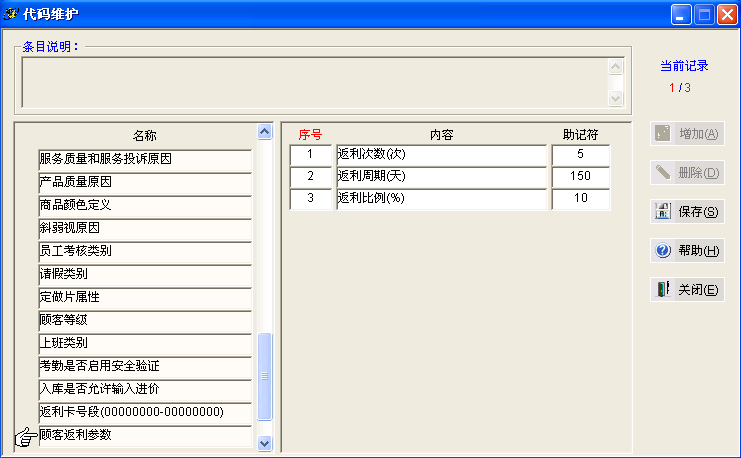 代码维护
条目说明：
当前记录
1 / 3
名称
服务质量和服务投诉原因
产品质量原因
商品颜色定义
斜弱视原因
员工考核类别
请假类别
定做片属性
顾客等级
上班类别
考勤是否启用安全验证
入库是否允许输入进价
返利卡号段(00000000-00000000)
顾客返利参数
序号 内容 助记符
1 返利次数(次) 5
2 返利周期(天) 150
3 返利比例(%) 10
增加(A)
删除(D)
保存(S)
帮助(H)
关闭(E)